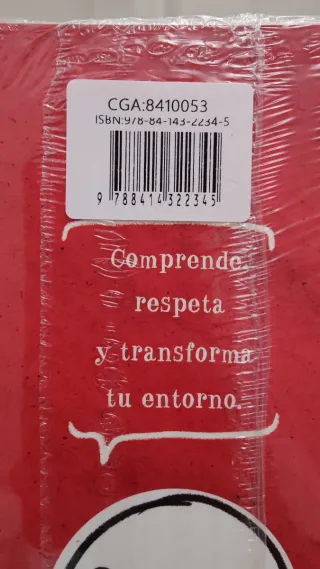 CGA:8410053
ISBN:978-84-143-2234-5
9 788414 322345
Comprende,
respeta
y transforma
tu entorno.